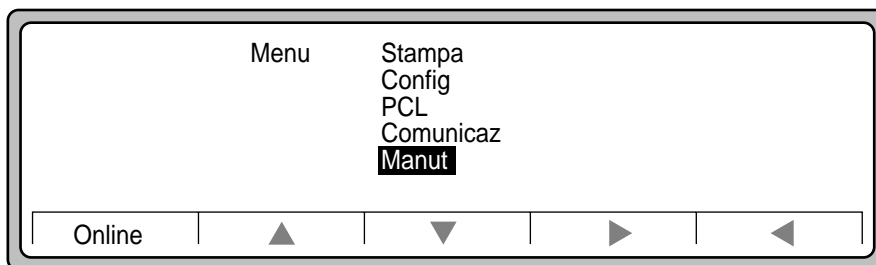 Menu Stampa
Config
PCL
Comunicaz
Manut
Online